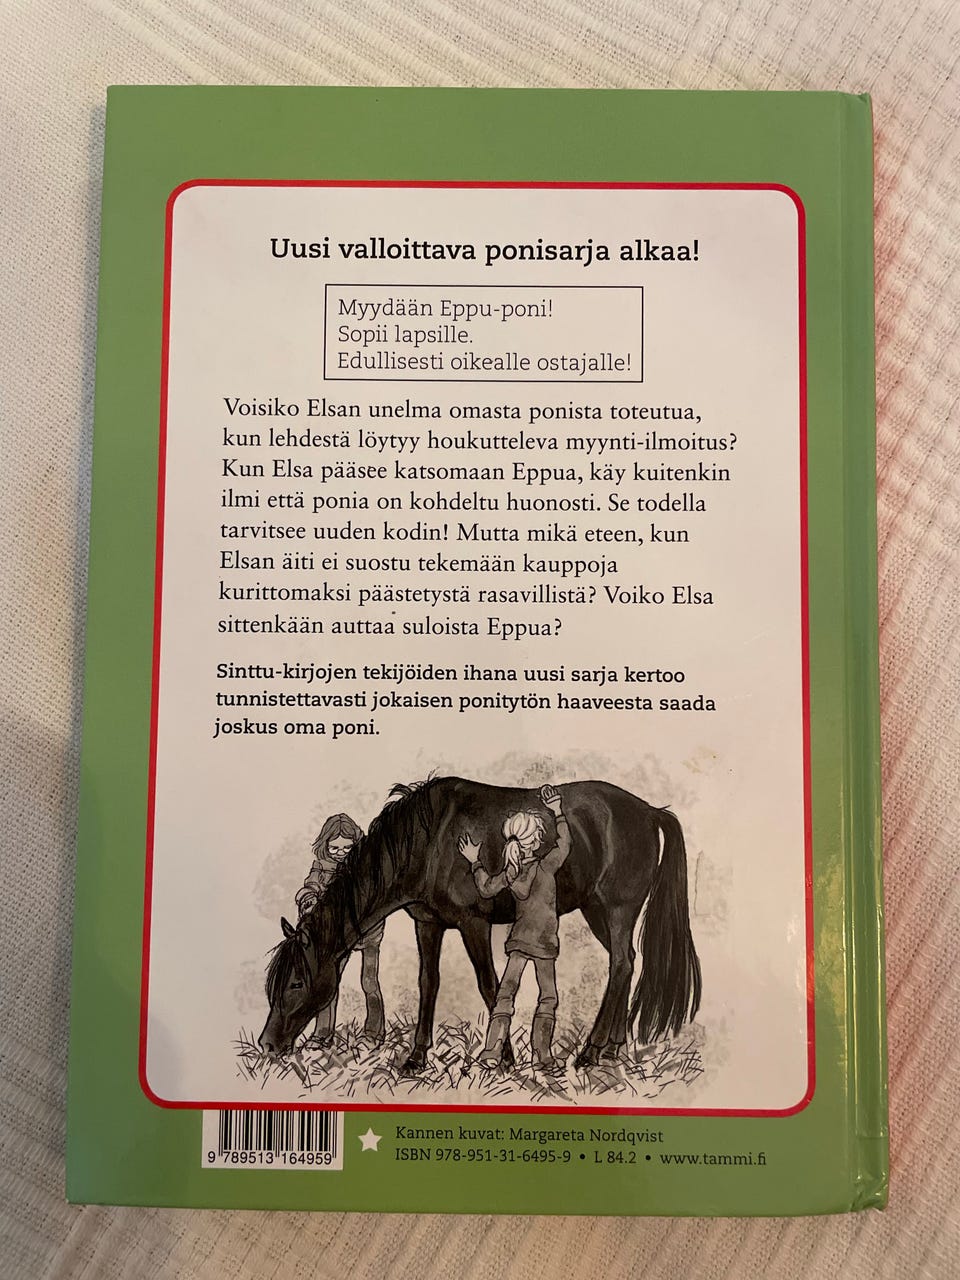 Uusi valloittava ponisarja alkaa!
Myydään Eppu-poni!
Sopii lapsille.
Edullisesti oikealle ostajalle!
Voisiko Elsan unelma omasta ponista toteutua,
kun lehdestä löytyy houkutteleva myynti-ilmoitus?
Kun Elsa pääsee katsomaan Eppua, käy kuitenkin
ilmi että ponia on kohdeltu huonosti. Se todella
tarvitsee uuden kodin! Mutta mikä eteen, kun
Elsan äiti ei suostu tekemään kauppoja
kurittomaksi päästetystä rasavillistä? Voiko Elsa
sittenkään auttaa suloista Eppua?
Sinttu-kirjojen tekijöiden ihana uusi sarja kertoo
tunnistettavasti jokaisen ponitytön haaveesta saada
joskus oma poni.
Kannen kuvat: Margareta Nordqvist
ISBN 978-951-31-6495-9 • L 84.2 • www.tammi.fi
9 789513 164959